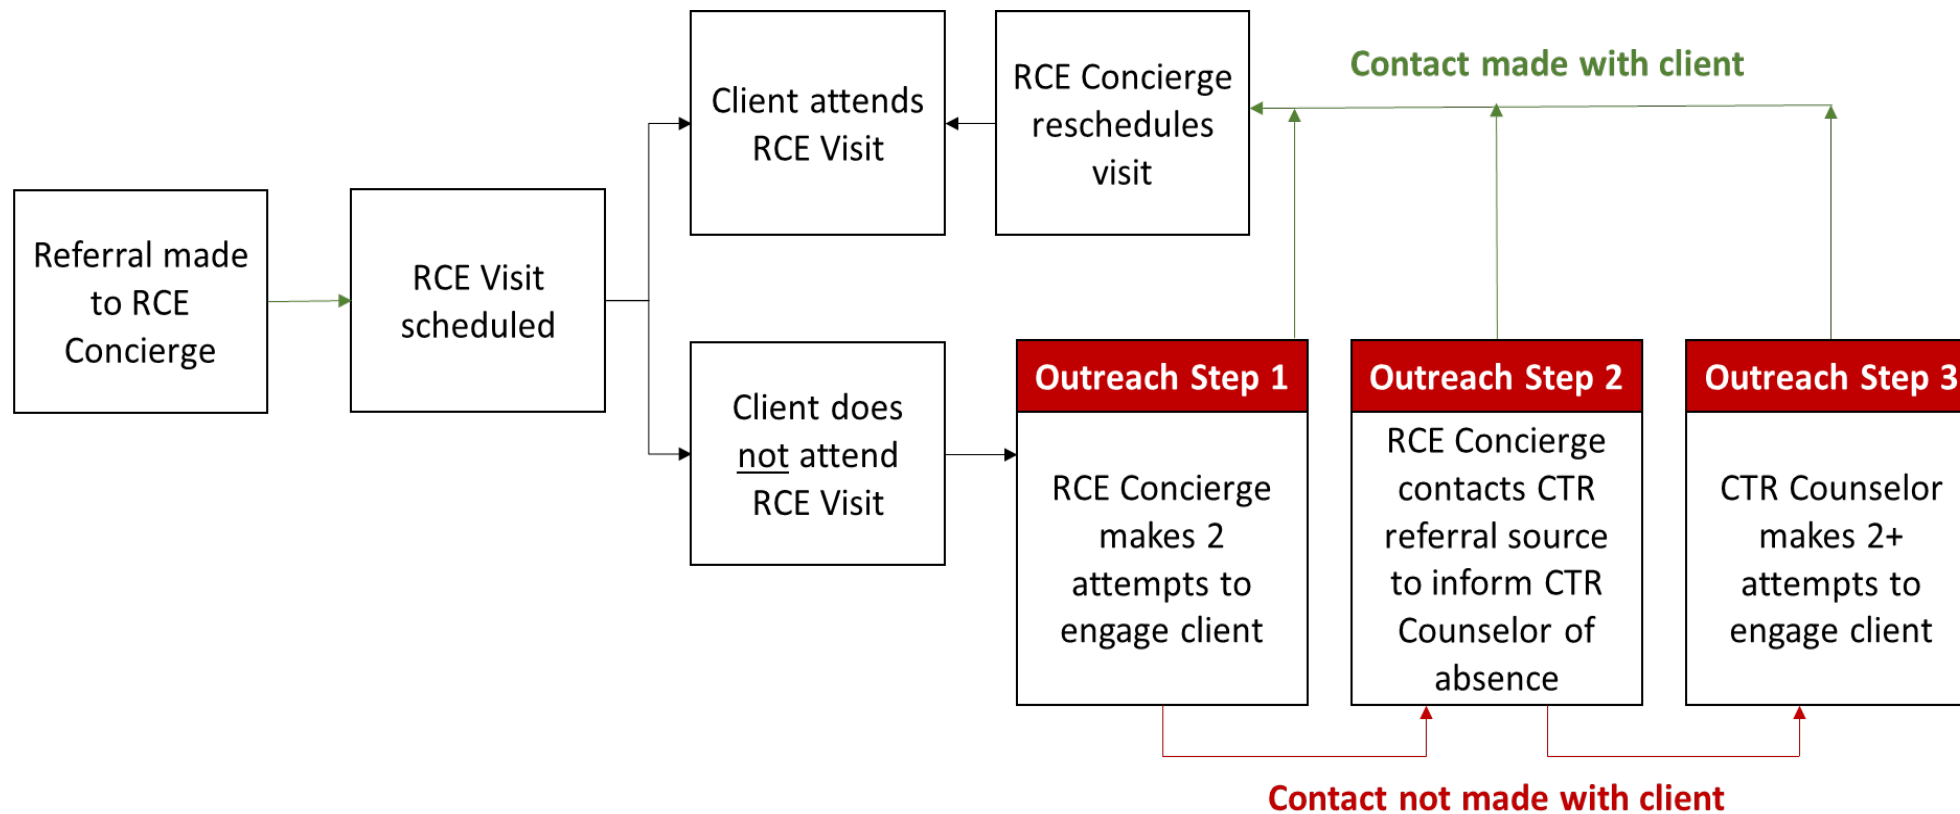 Referral made
to RCE
Concierge
RCE Visit
scheduled
Client attends
RCE Visit
RCE Concierge
reschedules
visit
Contact made with client
Client does
not attend
RCE Visit
Outreach Step 1
RCE Concierge
makes 2
attempts to
engage client
Outreach Step 2
RCE Concierge
contacts CTR
referral source
to inform CTR
Counselor of
absence
Outreach Step 3
CTR Counselor
makes 2+
attempts to
engage client
Contact not made with client